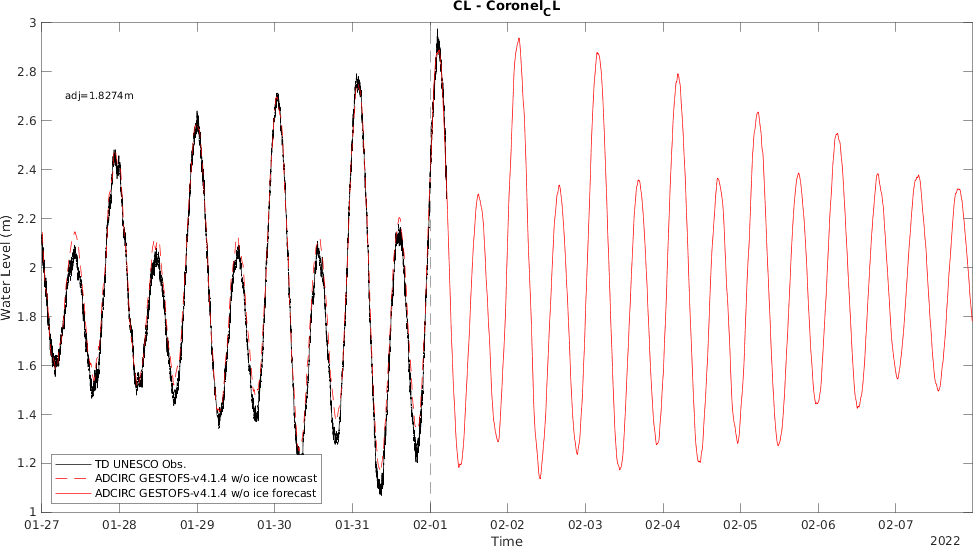 CL - Coronel_CL
3
2.8
adj=1.8274m
2.6
2.4
2.2
2
1.8
1.6
1.4
1.2
1
Water Level (m)
TD UNESCO Obs.
ADCIRC GESTOFS-v4.1.4 w/o ice nowcast
ADCIRC GESTOFS-v4.1.4 w/o ice forecast
01-27 01-28 01-29 01-30 01-31 02-01 02-02 02-03 02-04 02-05 02-06 02-07
Time
2022